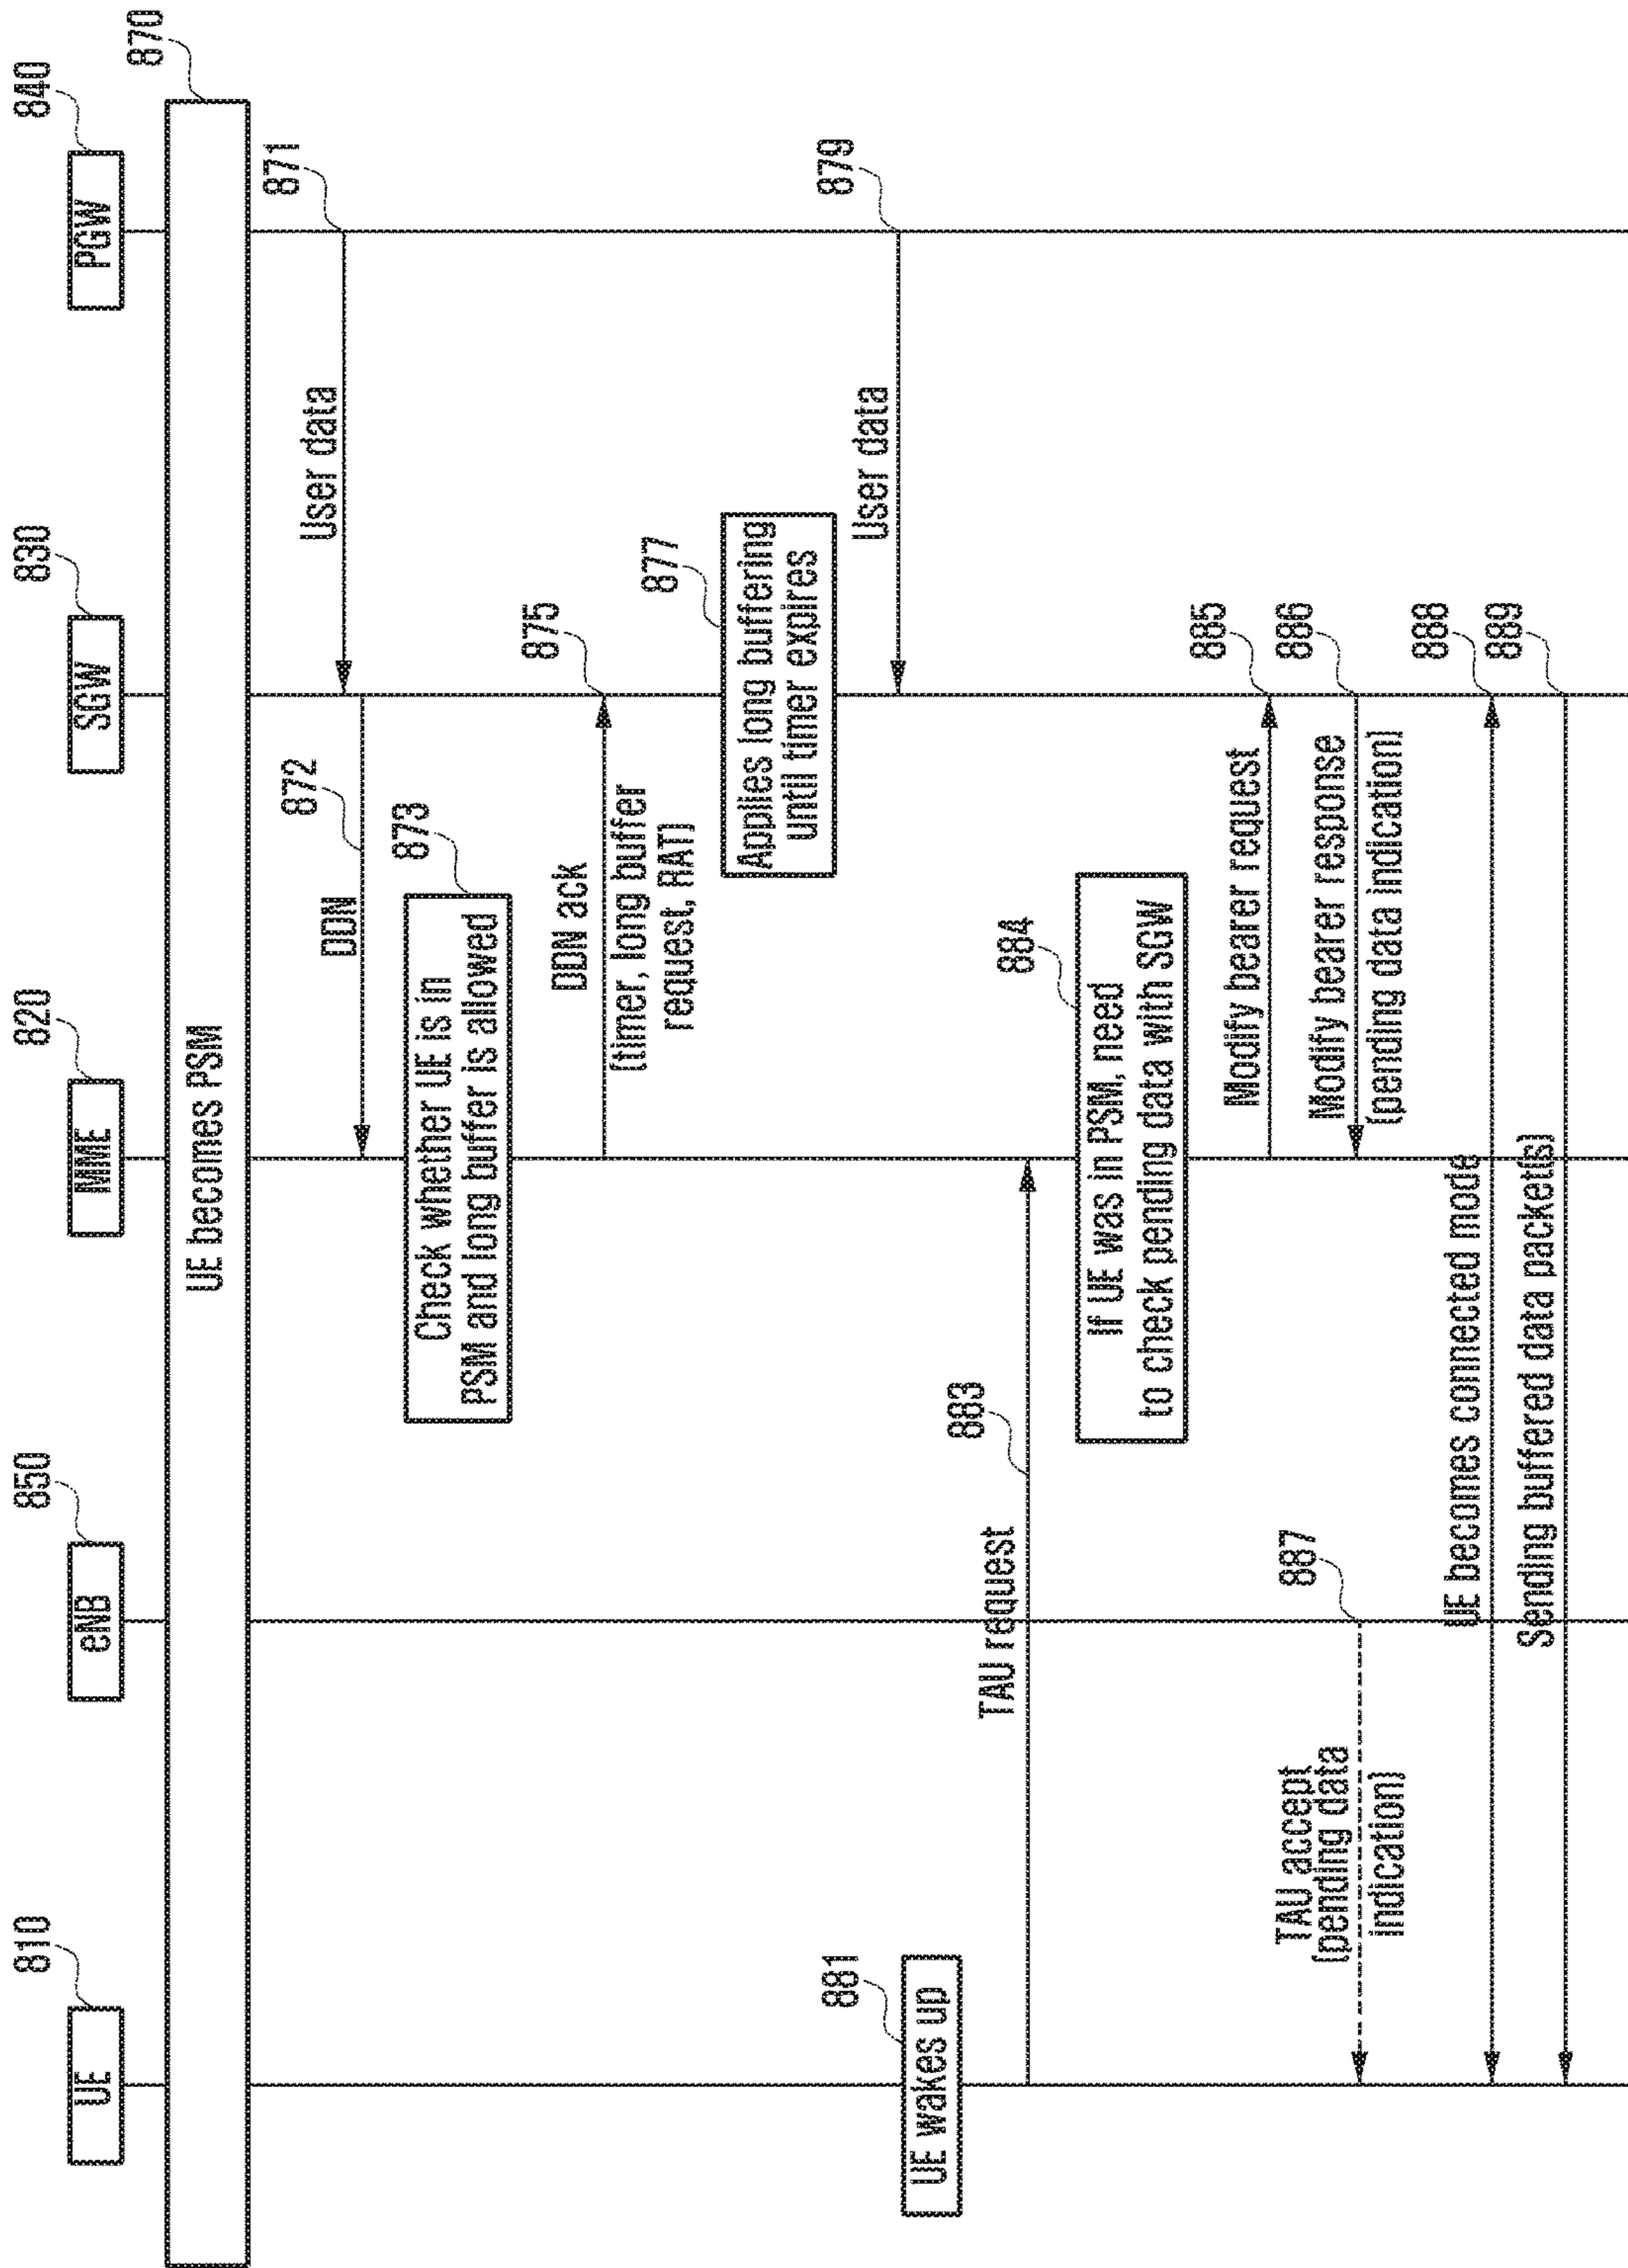 810
850
820
830
840
UE
eNB
MME
SGW
PGW
870
UE becomes PSM
871
User data
872
DDN
873
Check whether UE is in
PSM and long buffer is allowed
875
DDN ack
(timer, long buffer
request, RAT)
877
Applies long buffering
until timer expires
879
User data
881
UE wakes up
883
TAU request
884
If UE was in PSM, need
to check pending data with SGW
885
Modify bearer request
886
Modify bearer response
(pending data indication)
887
TAU accept
(pending data
indication)
888
UE becomes connected mode
889
Sending buffered data packet(s)